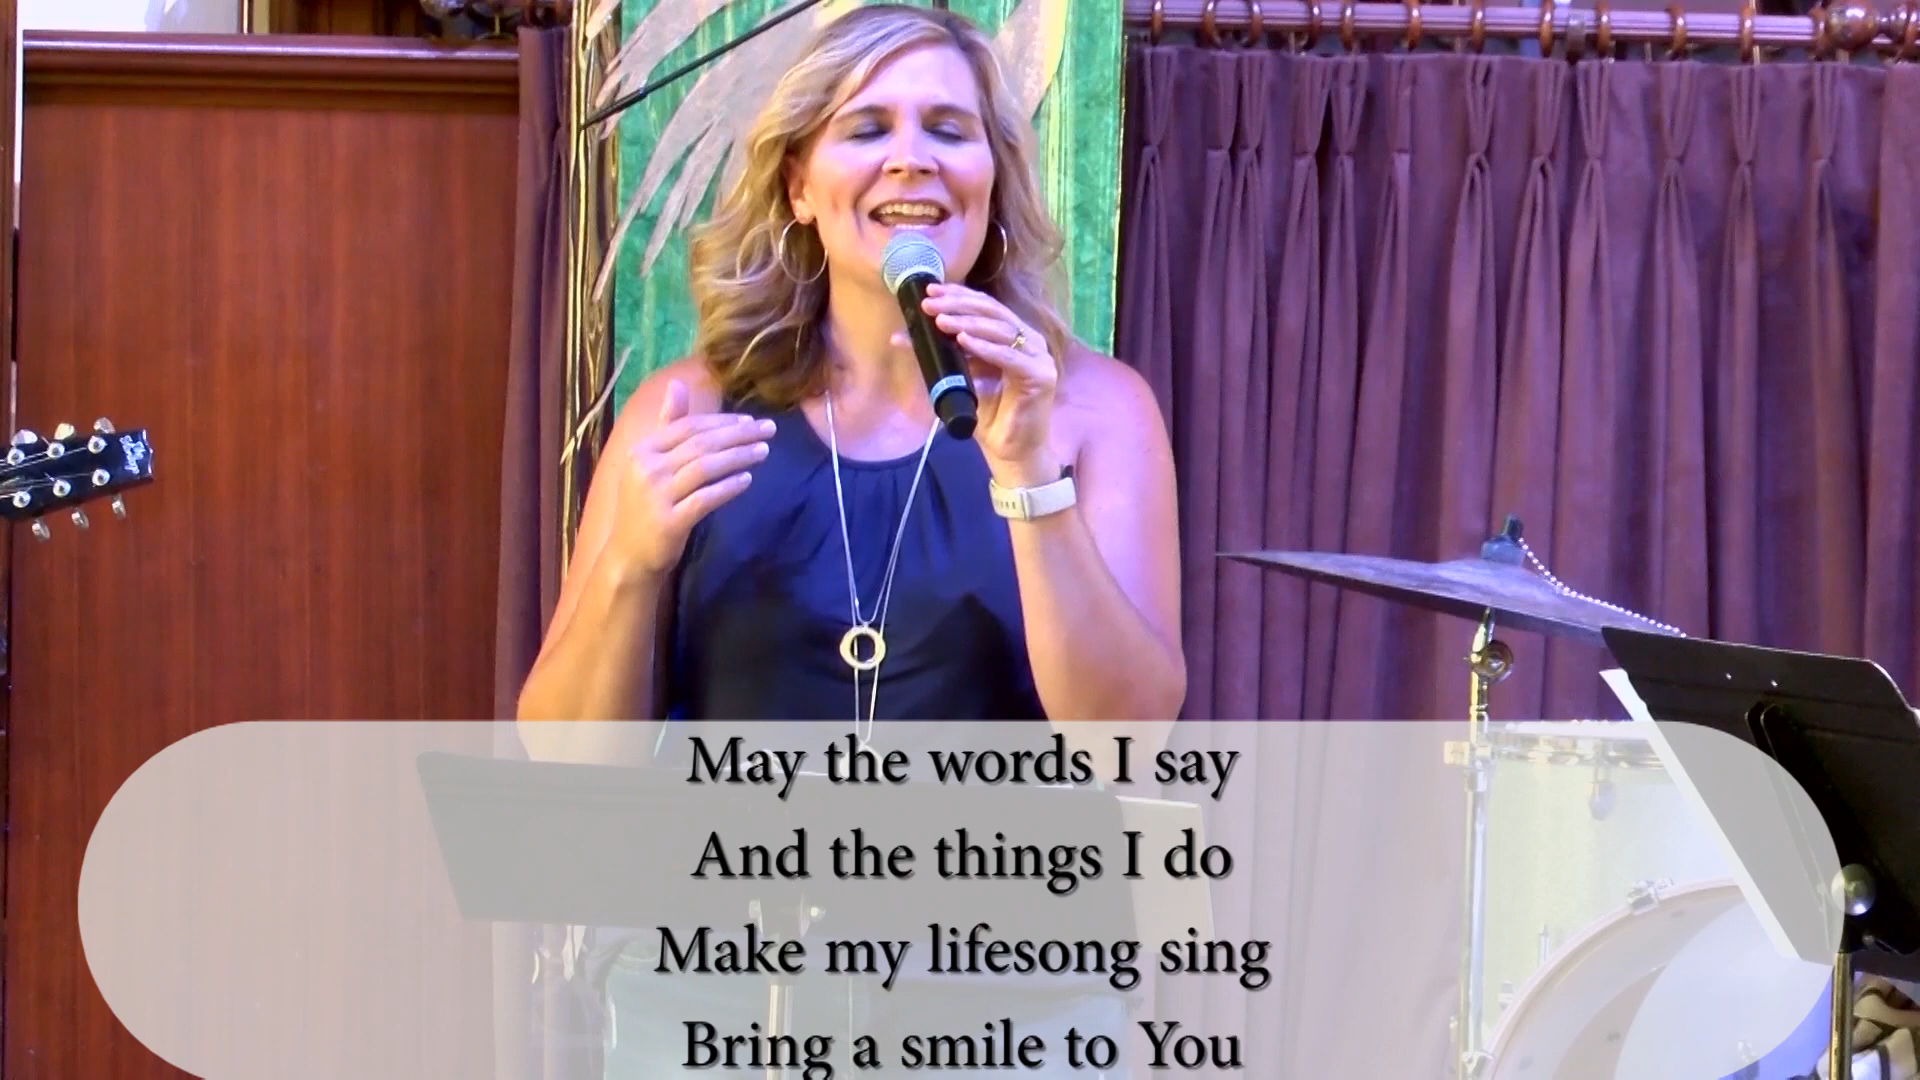 May the words I say
And the things I do
Make my lifesong sing
Bring a smile to You